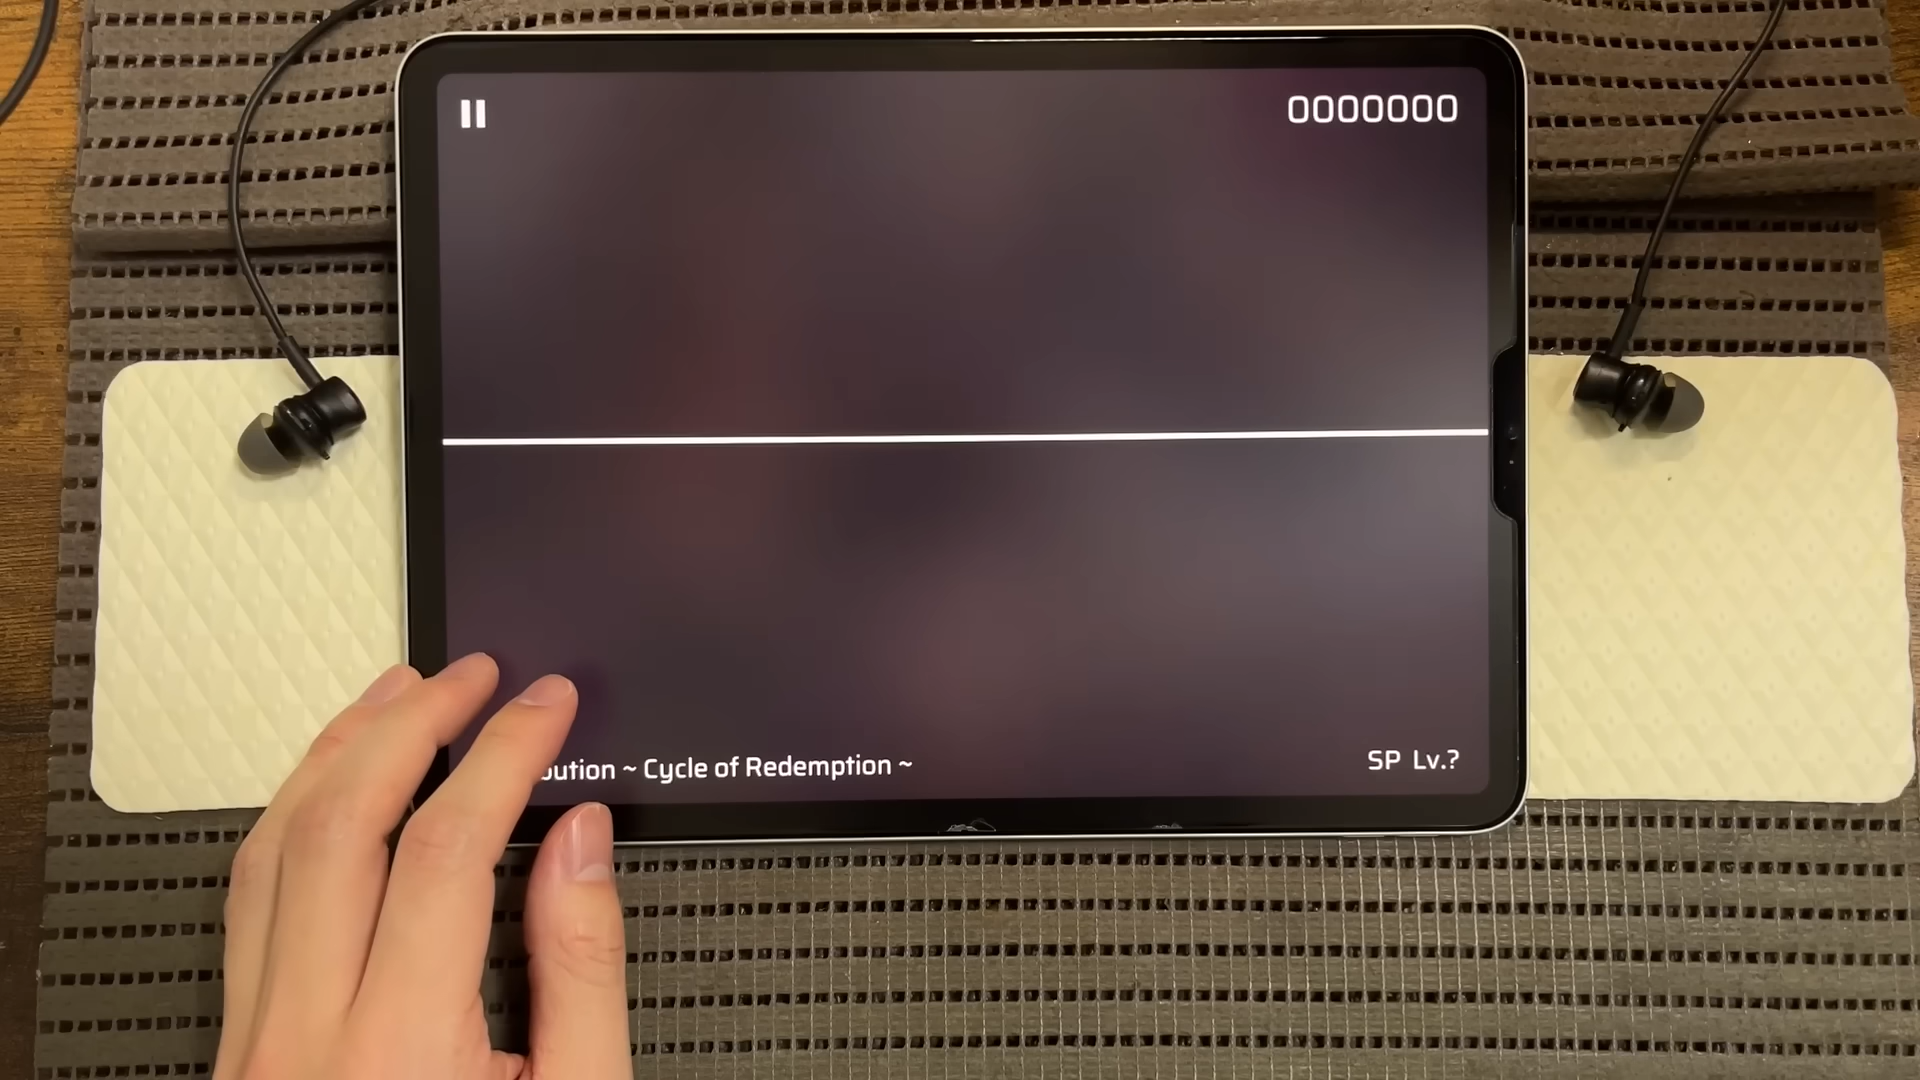 0000000
ution ~ Cycle of Redemption ~
SP Lv.?